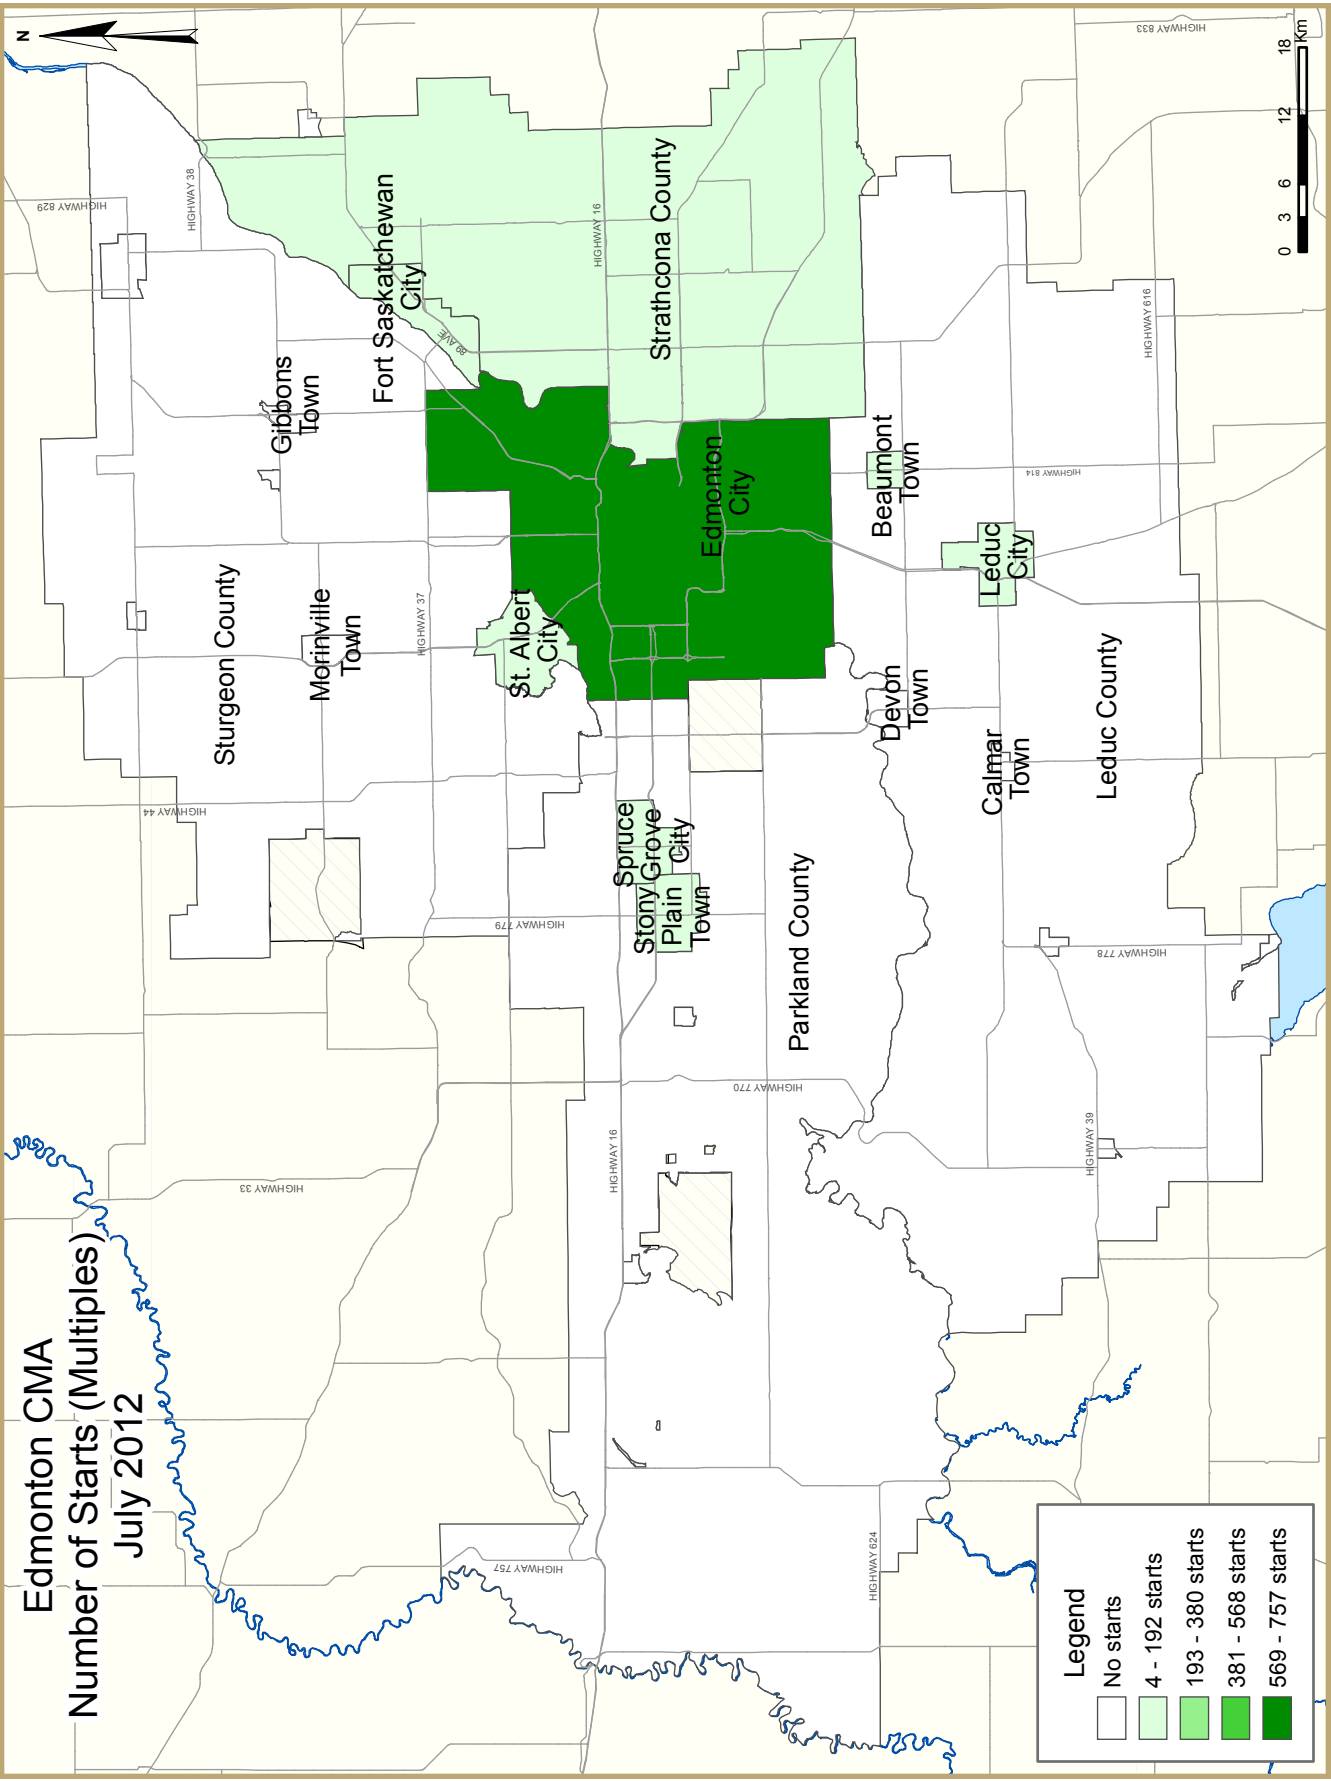 Edmonton CMA
Number of Starts (Multiples)
July 2012
N
HIGHWAY 829
HIGHWAY 38
HIGHWAY 833
HIGHWAY 44
HIGHWAY 33
Sturgeon County
Gibbons
Town
Morinville
Town
Fort Saskatchewan
City
HIGHWAY 37
89 AVE
St. Albert
City
HIGHWAY 779
HIGHWAY 757
HIGHWAY 16
HIGHWAY 16
Spruce
Grove
City
Stony
Plain
Town
Strathcona County
Edmonton
City
HIGHWAY 770
Parkland County
Beaumont
Town
Devon
Town
HIGHWAY 624
Leduc
City
Calmar
Town
HIGHWAY 814
HIGHWAY 39
Leduc County
HIGHWAY 778
HIGHWAY 616
Legend
No starts
4 - 192 starts
193 - 380 starts
381 - 568 starts
569 - 757 starts
0 3 6 12 18
Km